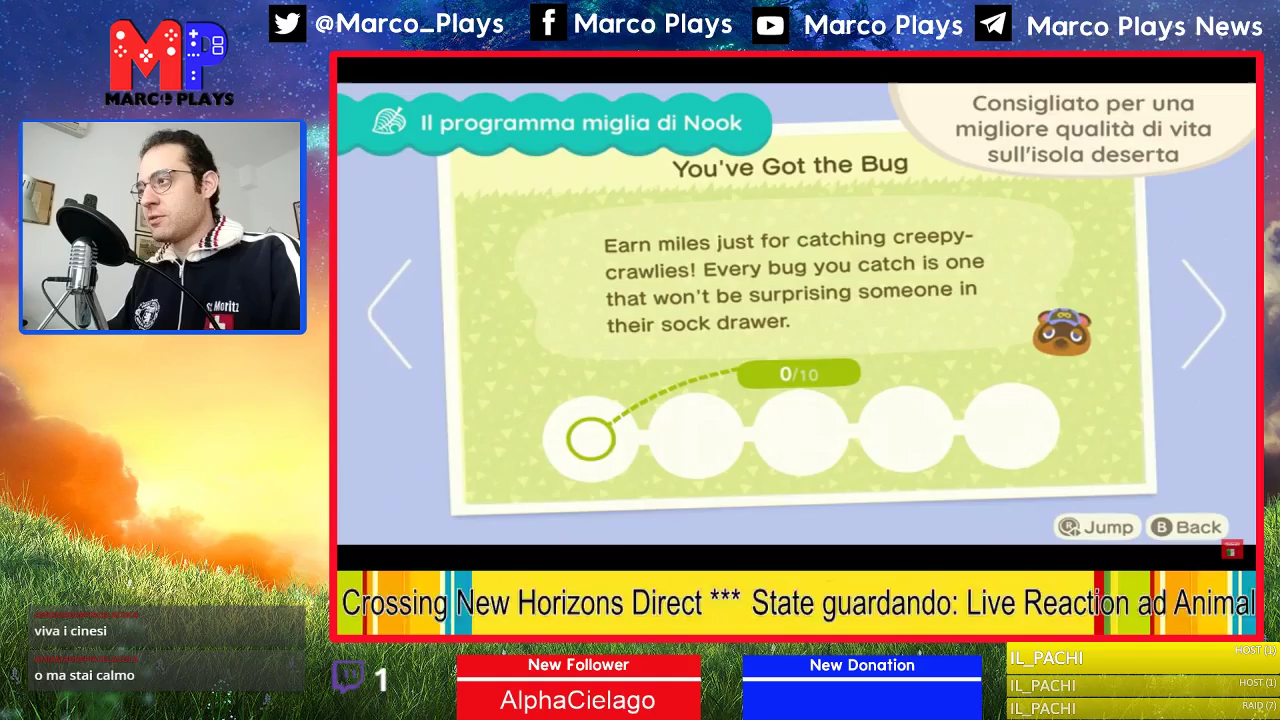 @Marco_Plays
Marco Plays
Marco Plays
Marco Plays News
MP
MARCO PLAYS
Il programma miglia di Nook
Consigliato per una
migliore qualità di vita
sull'isola deserta
You've Got the Bug
Earn miles just for catching creepy-
crawlies! Every bug you catch is one
that won't be surprising someone in
their sock drawer.
0/10
R Jump B Back
St Moritz
Crossing New Horizons Direct *** State guardando: Live Reaction ad Animal
viva i cinesi
o ma stai calmo
1
New Follower
AlphaCielago
New Donation
IL_PACHI HOST (1)
IL_PACHI HOST (1)
IL_PACHI RAID (7)